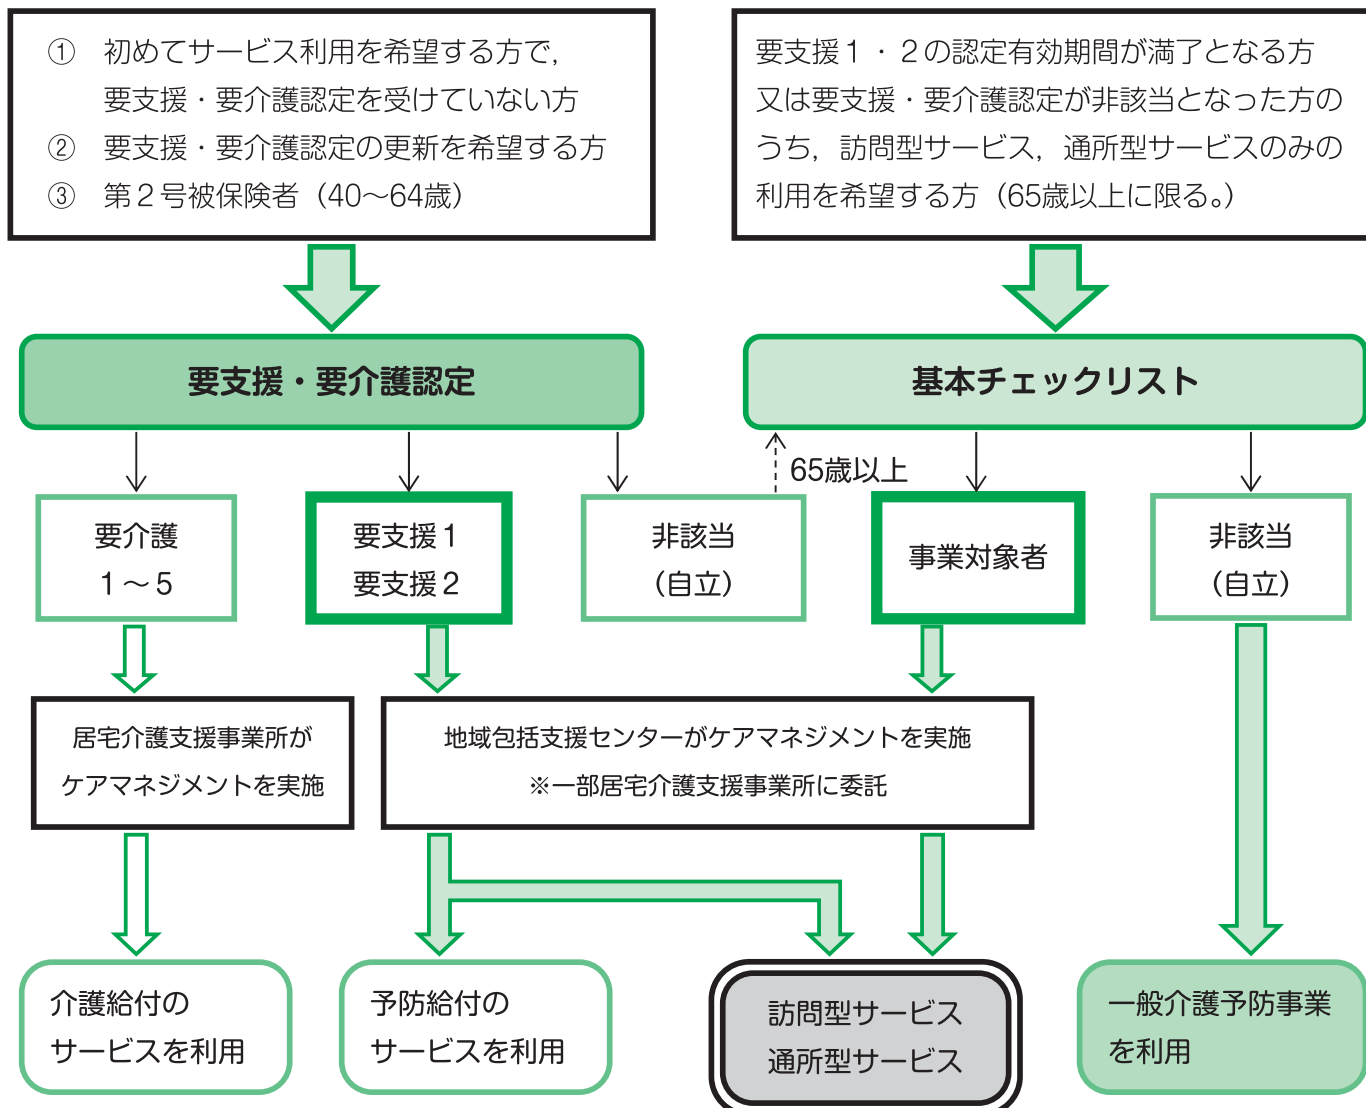 ① 初めてサービス利用を希望する方で,
要支援・要介護認定を受けていない方
② 要支援・要介護認定の更新を希望する方
③ 第2号被保険者（40〜64歳）
要支援1・2の認定有効期間が満了となる方
又は要支援・要介護認定が非該当となった方の
うち, 訪問型サービス, 通所型サービスのみの
利用を希望する方（65歳以上に限る。）
要支援・要介護認定
基本チェックリスト
65歳以上
要介護
1〜5
要支援1
要支援2
非該当
（自立）
事業対象者
非該当
（自立）
居宅介護支援事業所が
ケアマネジメントを実施
地域包括支援センターがケアマネジメントを実施
※一部居宅介護支援事業所に委託
介護給付の
サービスを利用
予防給付の
サービスを利用
訪問型サービス
通所型サービス
一般介護予防事業
を利用